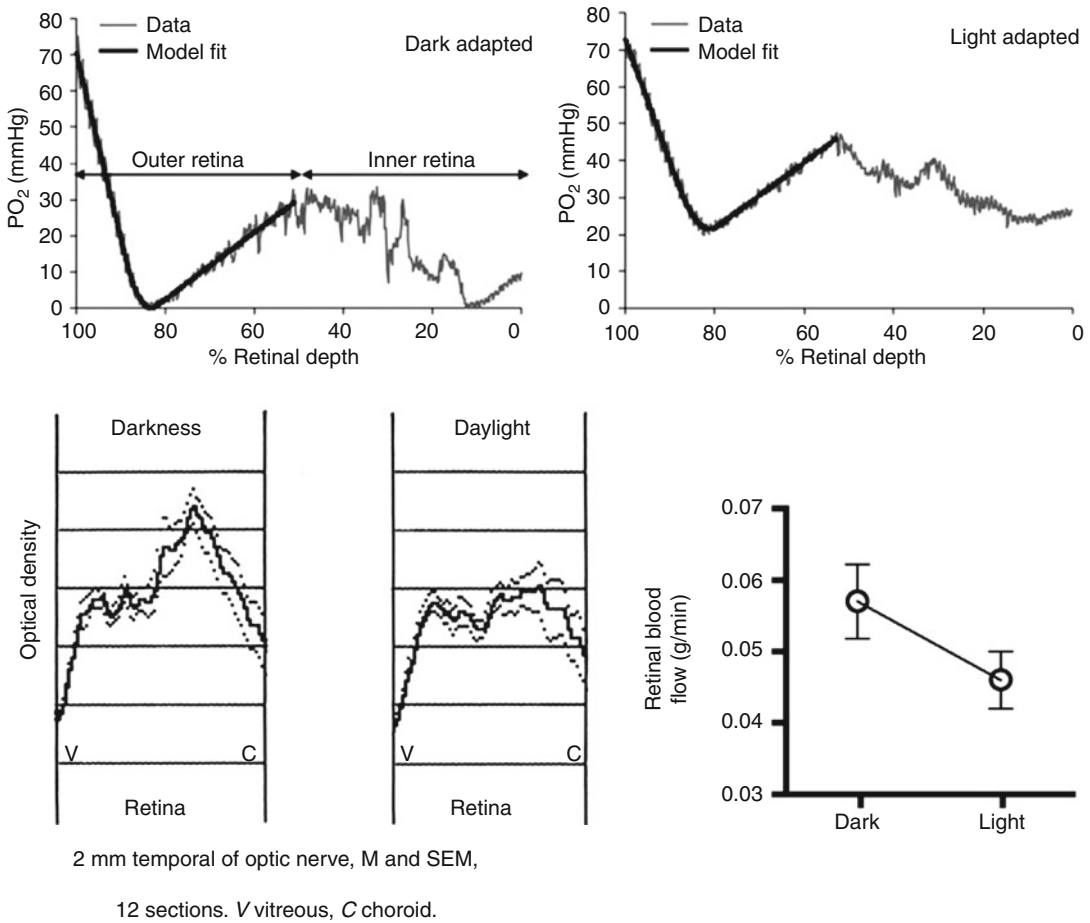 Dark adapted
Data
Model fit
PO2 (mmHg)
80
70
60
50
40
30
20
10
0
Outer retina
Inner retina
100
80
60
40
20
0
% Retinal depth
Light adapted
Data
Model fit
PO2 (mmHg)
80
70
60
50
40
30
20
10
0
100
80
60
40
20
0
% Retinal depth
Optical density
Darkness
V
C
Retina
Daylight
V
C
Retina
2 mm temporal of optic nerve, M and SEM,
12 sections. V vitreous, C choroid.
Retinal blood
flow (g/min)
0.07
0.06
0.05
0.04
0.03
Dark
Light